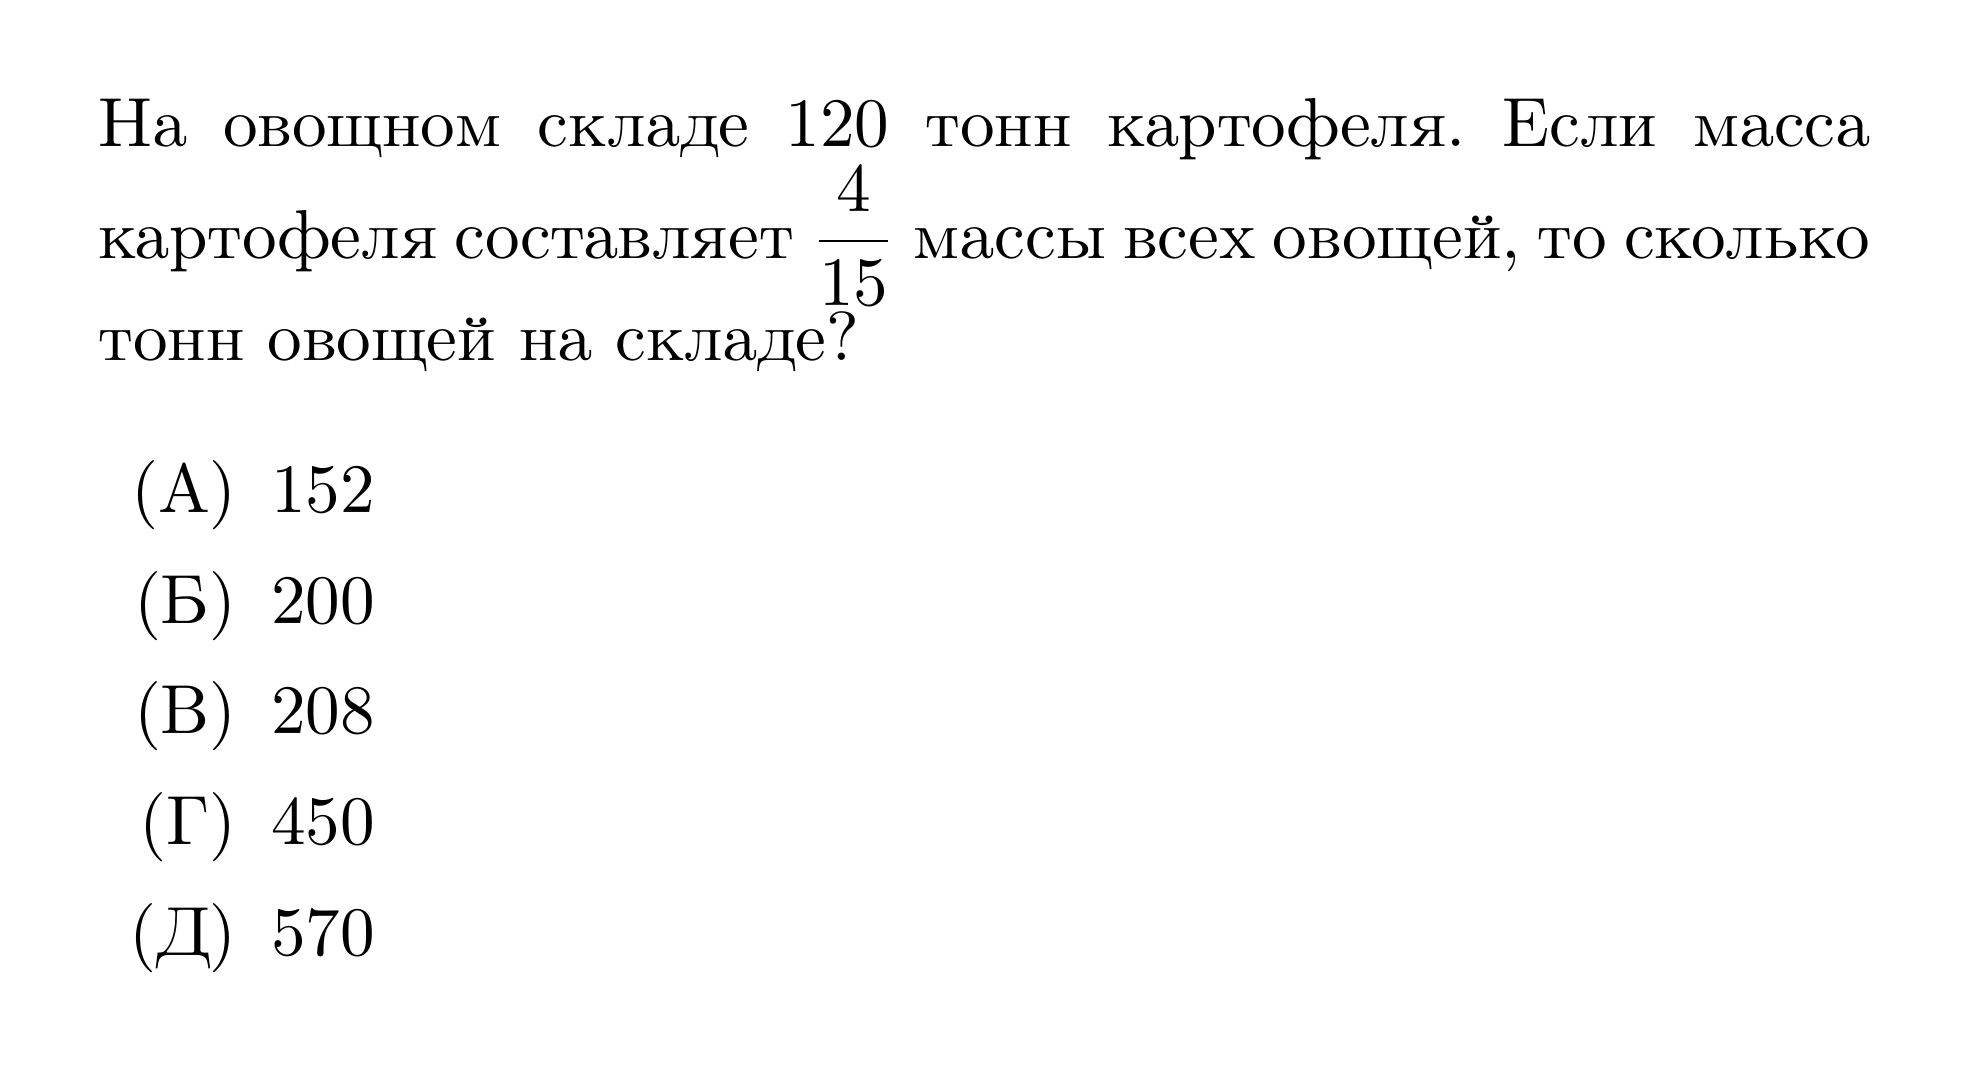 На овощном складе 120 тонн картофеля. Если масса
картофеля составляет 4/15 массы всех овощей, то сколько
тонн овощей на складе?
(А) 152
(Б) 200
(В) 208
(Г) 450
(Д) 570